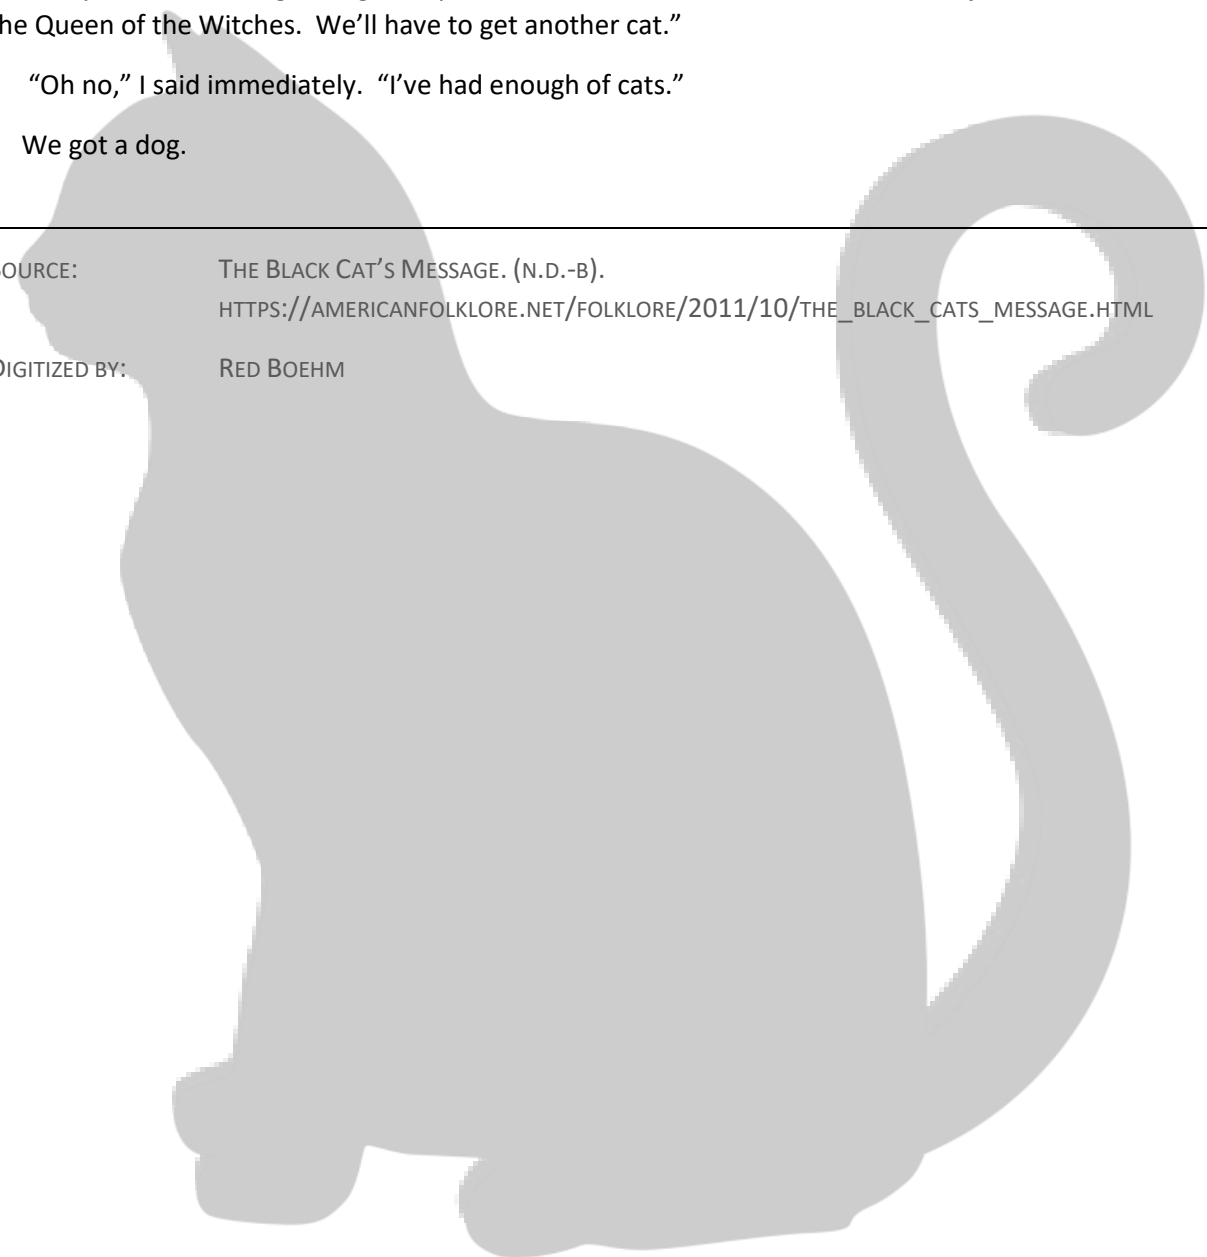 he Queen of the Witches.  We’ll have to get another cat.”
“Oh no,” I said immediately.  “I’ve had enough of cats.”
We got a dog.
SOURCE: THE BLACK CAT’S MESSAGE. (N.D.-B).
HTTPS://AMERICANFOLKLORE.NET/FOLKLORE/2011/10/THE_BLACK_CATS_MESSAGE.HTML
DIGITIZED BY: RED BOEHM